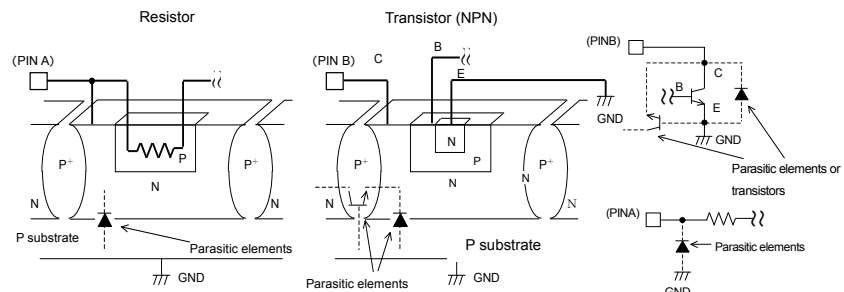 Resistor
Transistor (NPN)
(PIN A)
P+
N
P
N
P+
N
P substrate
Parasitic elements
GND
(PIN B)
C
B
E
GND
P+
N
N
P
N
N
P+
N
P substrate
Parasitic elements
GND
(PINB)
C
B
E
GND
Parasitic elements or
transistors
(PINA)
Parasitic elements
GND